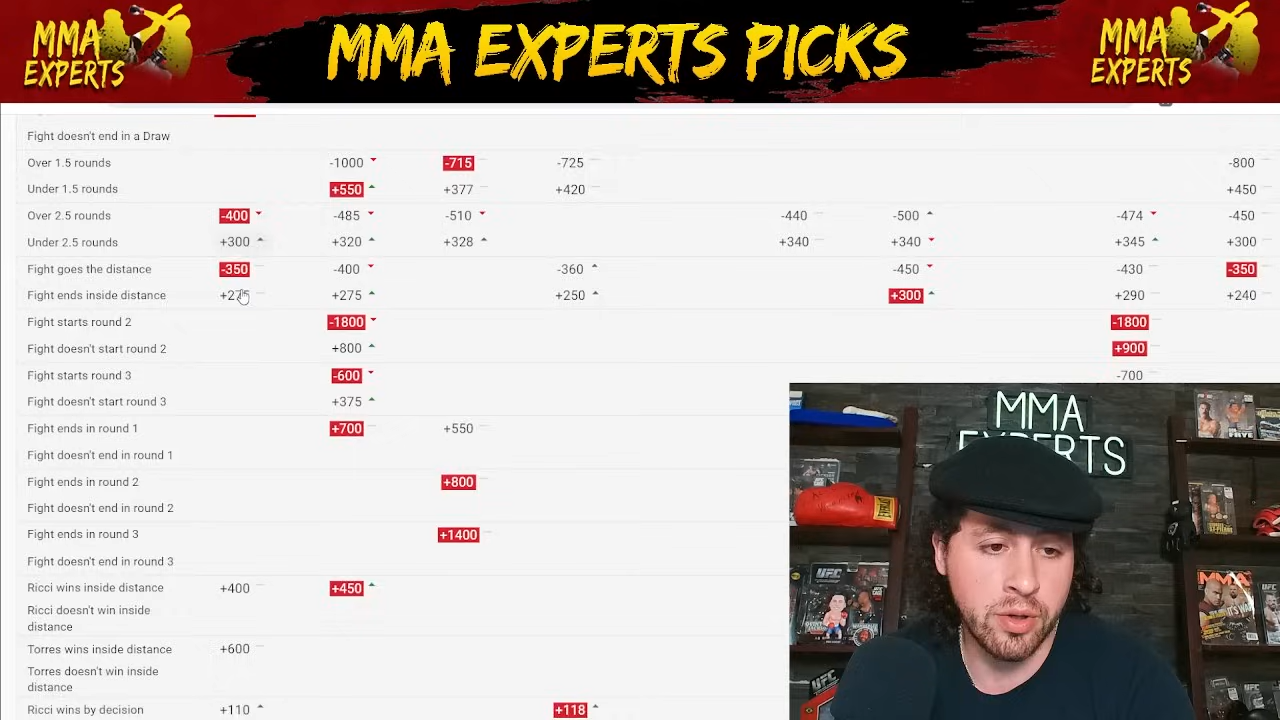 MMA
EXPERTS
MMA EXPERTS PICKS
MMA
EXPERTS
Fight doesn't end in a Draw
Over 1.5 rounds -1000 -715 -725 -800
Under 1.5 rounds +550 +377 +420 +450
Over 2.5 rounds -400 -485 -510 -440 -500 -474 -450
Under 2.5 rounds +300 +320 +328 +340 +340 +345 +300
Fight goes the distance -350 -400 -360 -450 -430 -350
Fight ends inside distance +275 +275 +250 +300 +290 +240
Fight starts round 2 -1800 -1800
Fight doesn't start round 2 +800 +900
Fight starts round 3 -600 -700
Fight doesn't start round 3 +375
Fight ends in round 1 +700 +550
Fight doesn't end in round 1
Fight ends in round 2 +800
Fight doesn't end in round 2
Fight ends in round 3 +1400
Fight doesn't end in round 3
Ricci wins inside distance +400 +450
Ricci doesn't win inside
distance
Torres wins inside distance +600
Torres doesn't win inside
distance
Ricci wins by decision +110 +118
MMA
EXPERTS
UFC
MMA
UFC